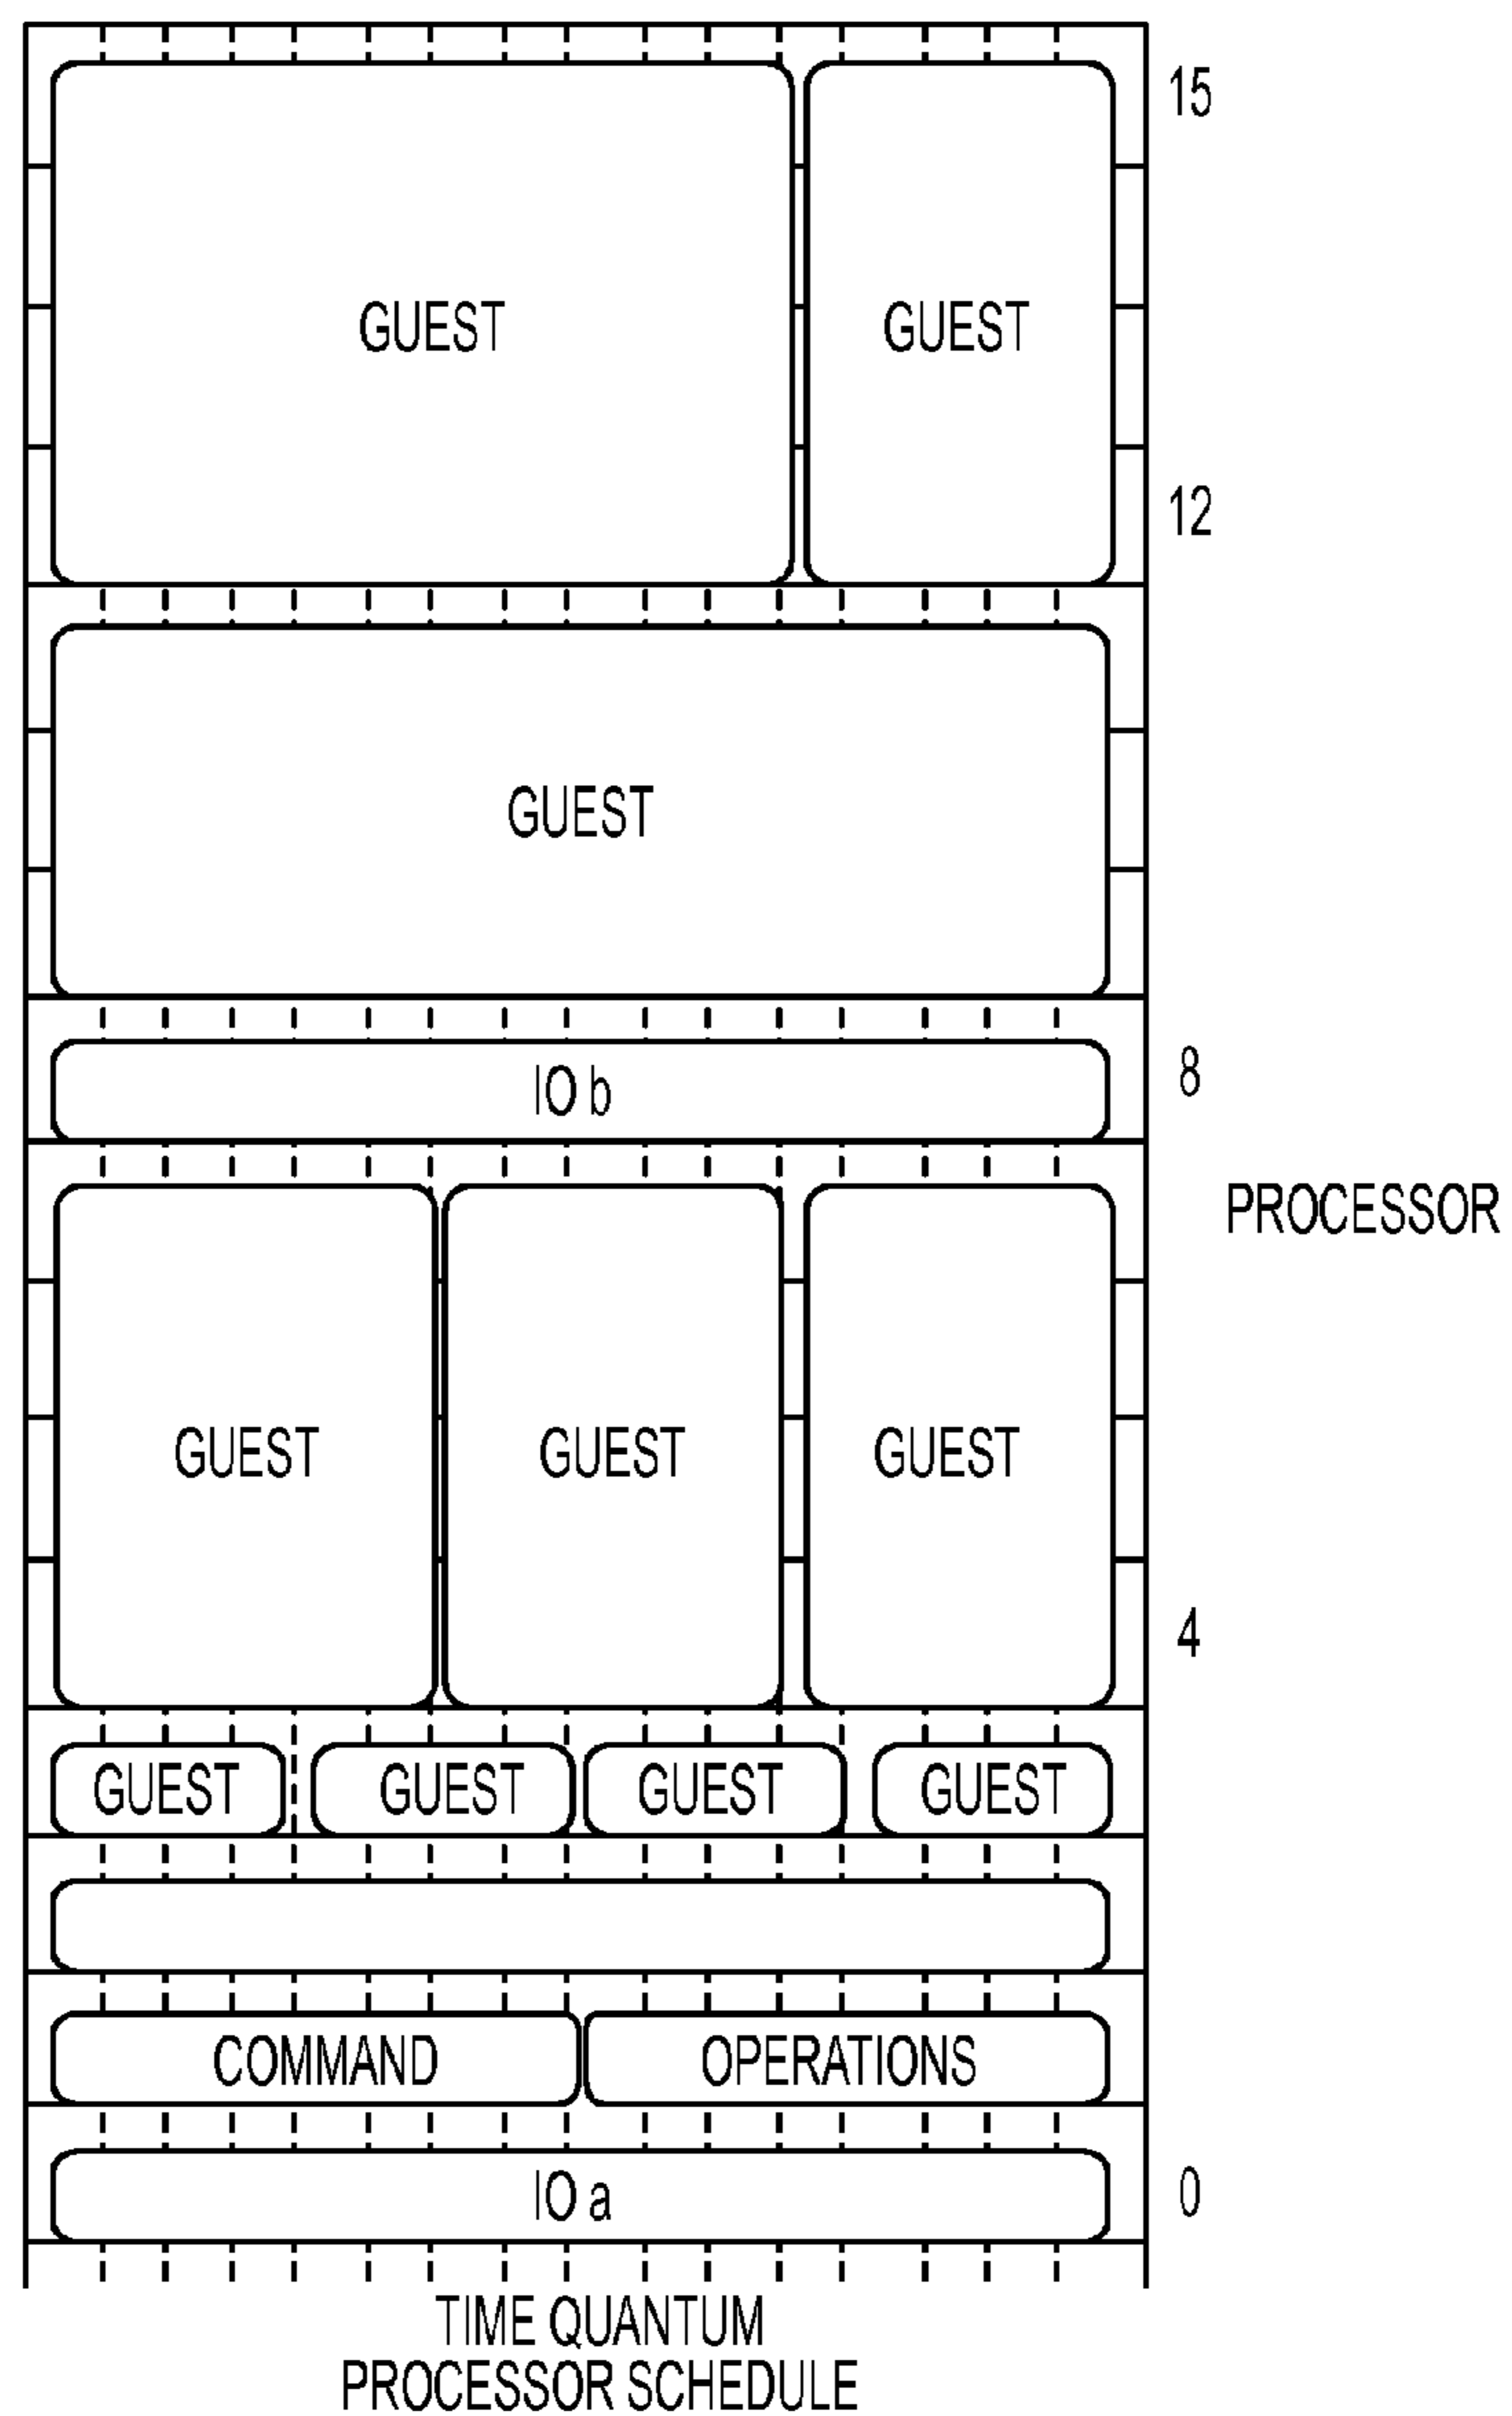 15
GUEST GUEST
12
GUEST
8
IO b
PROCESSOR
GUEST GUEST GUEST
4
GUEST GUEST GUEST GUEST
COMMAND OPERATIONS
IO a
0
TIME QUANTUM
PROCESSOR SCHEDULE